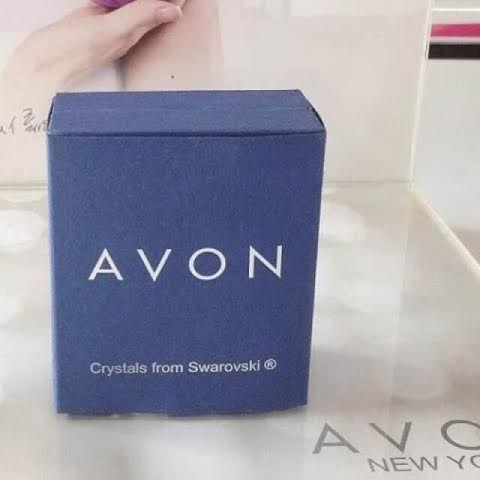 AVON
Crystals from Swarovski ®
AVO
NEW YO